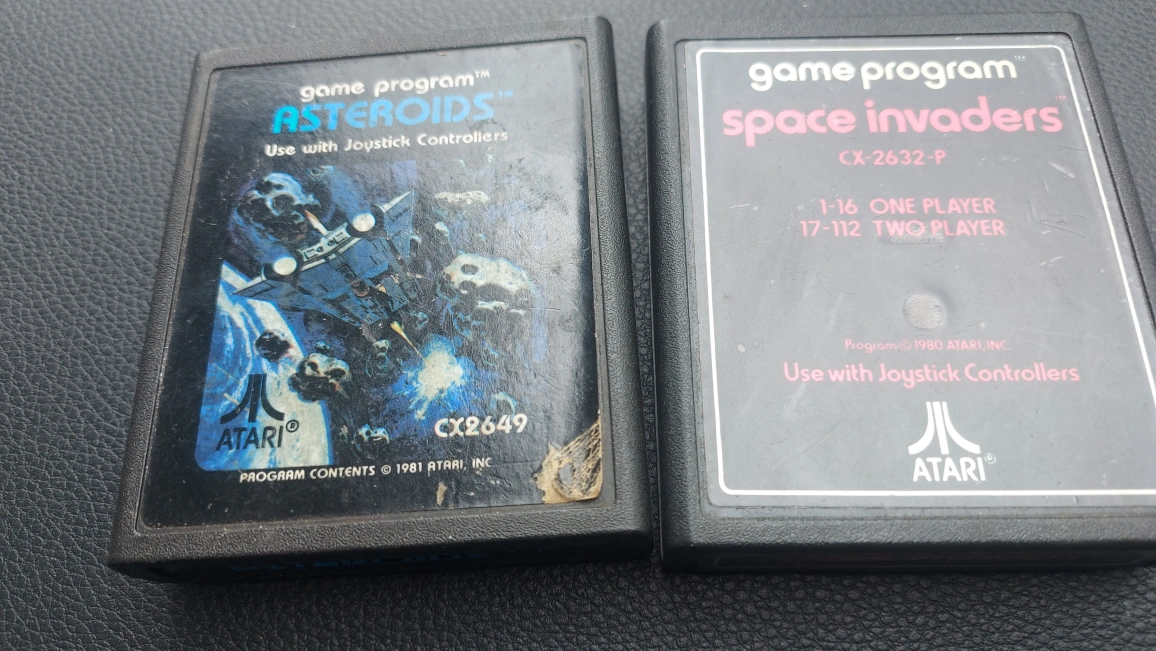 game program™
ASTEROIDS™
Use with Joystick Controllers
ATARI®
CX2649
PROGRAM CONTENTS © 1981 ATARI, INC
game program™
space invaders™
CX-2632-P
1-16 ONE PLAYER
17-112 TWO PLAYER
Program © 1980 ATARI, INC.
Use with Joystick Controllers
ATARI®